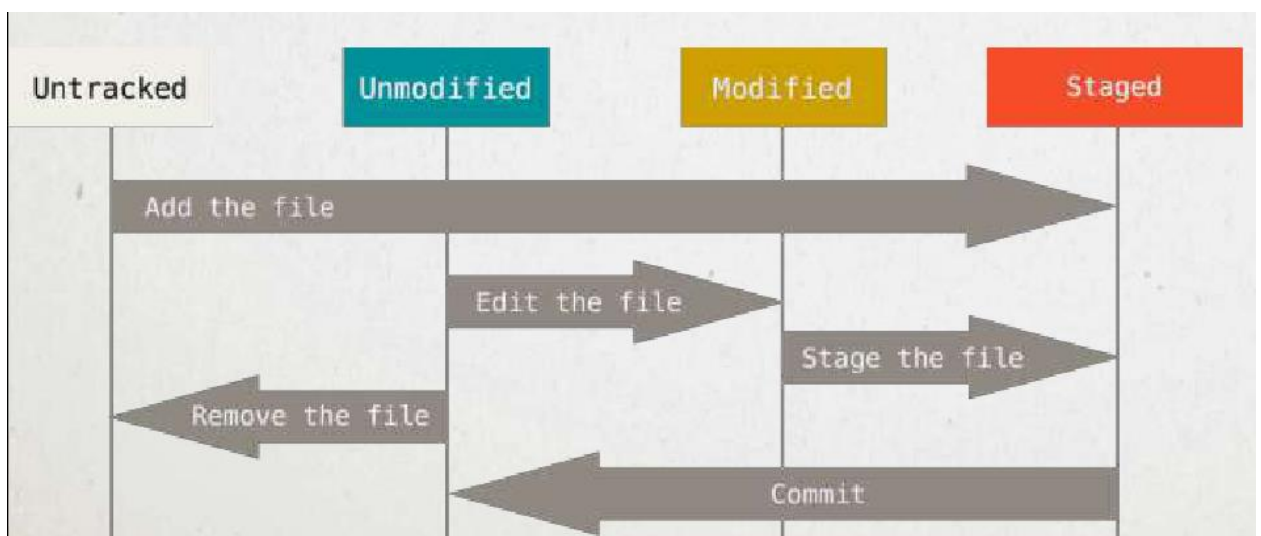 Untracked
Unmodified
Modified
Staged
Add the file
Edit the file
Stage the file
Remove the file
Commit